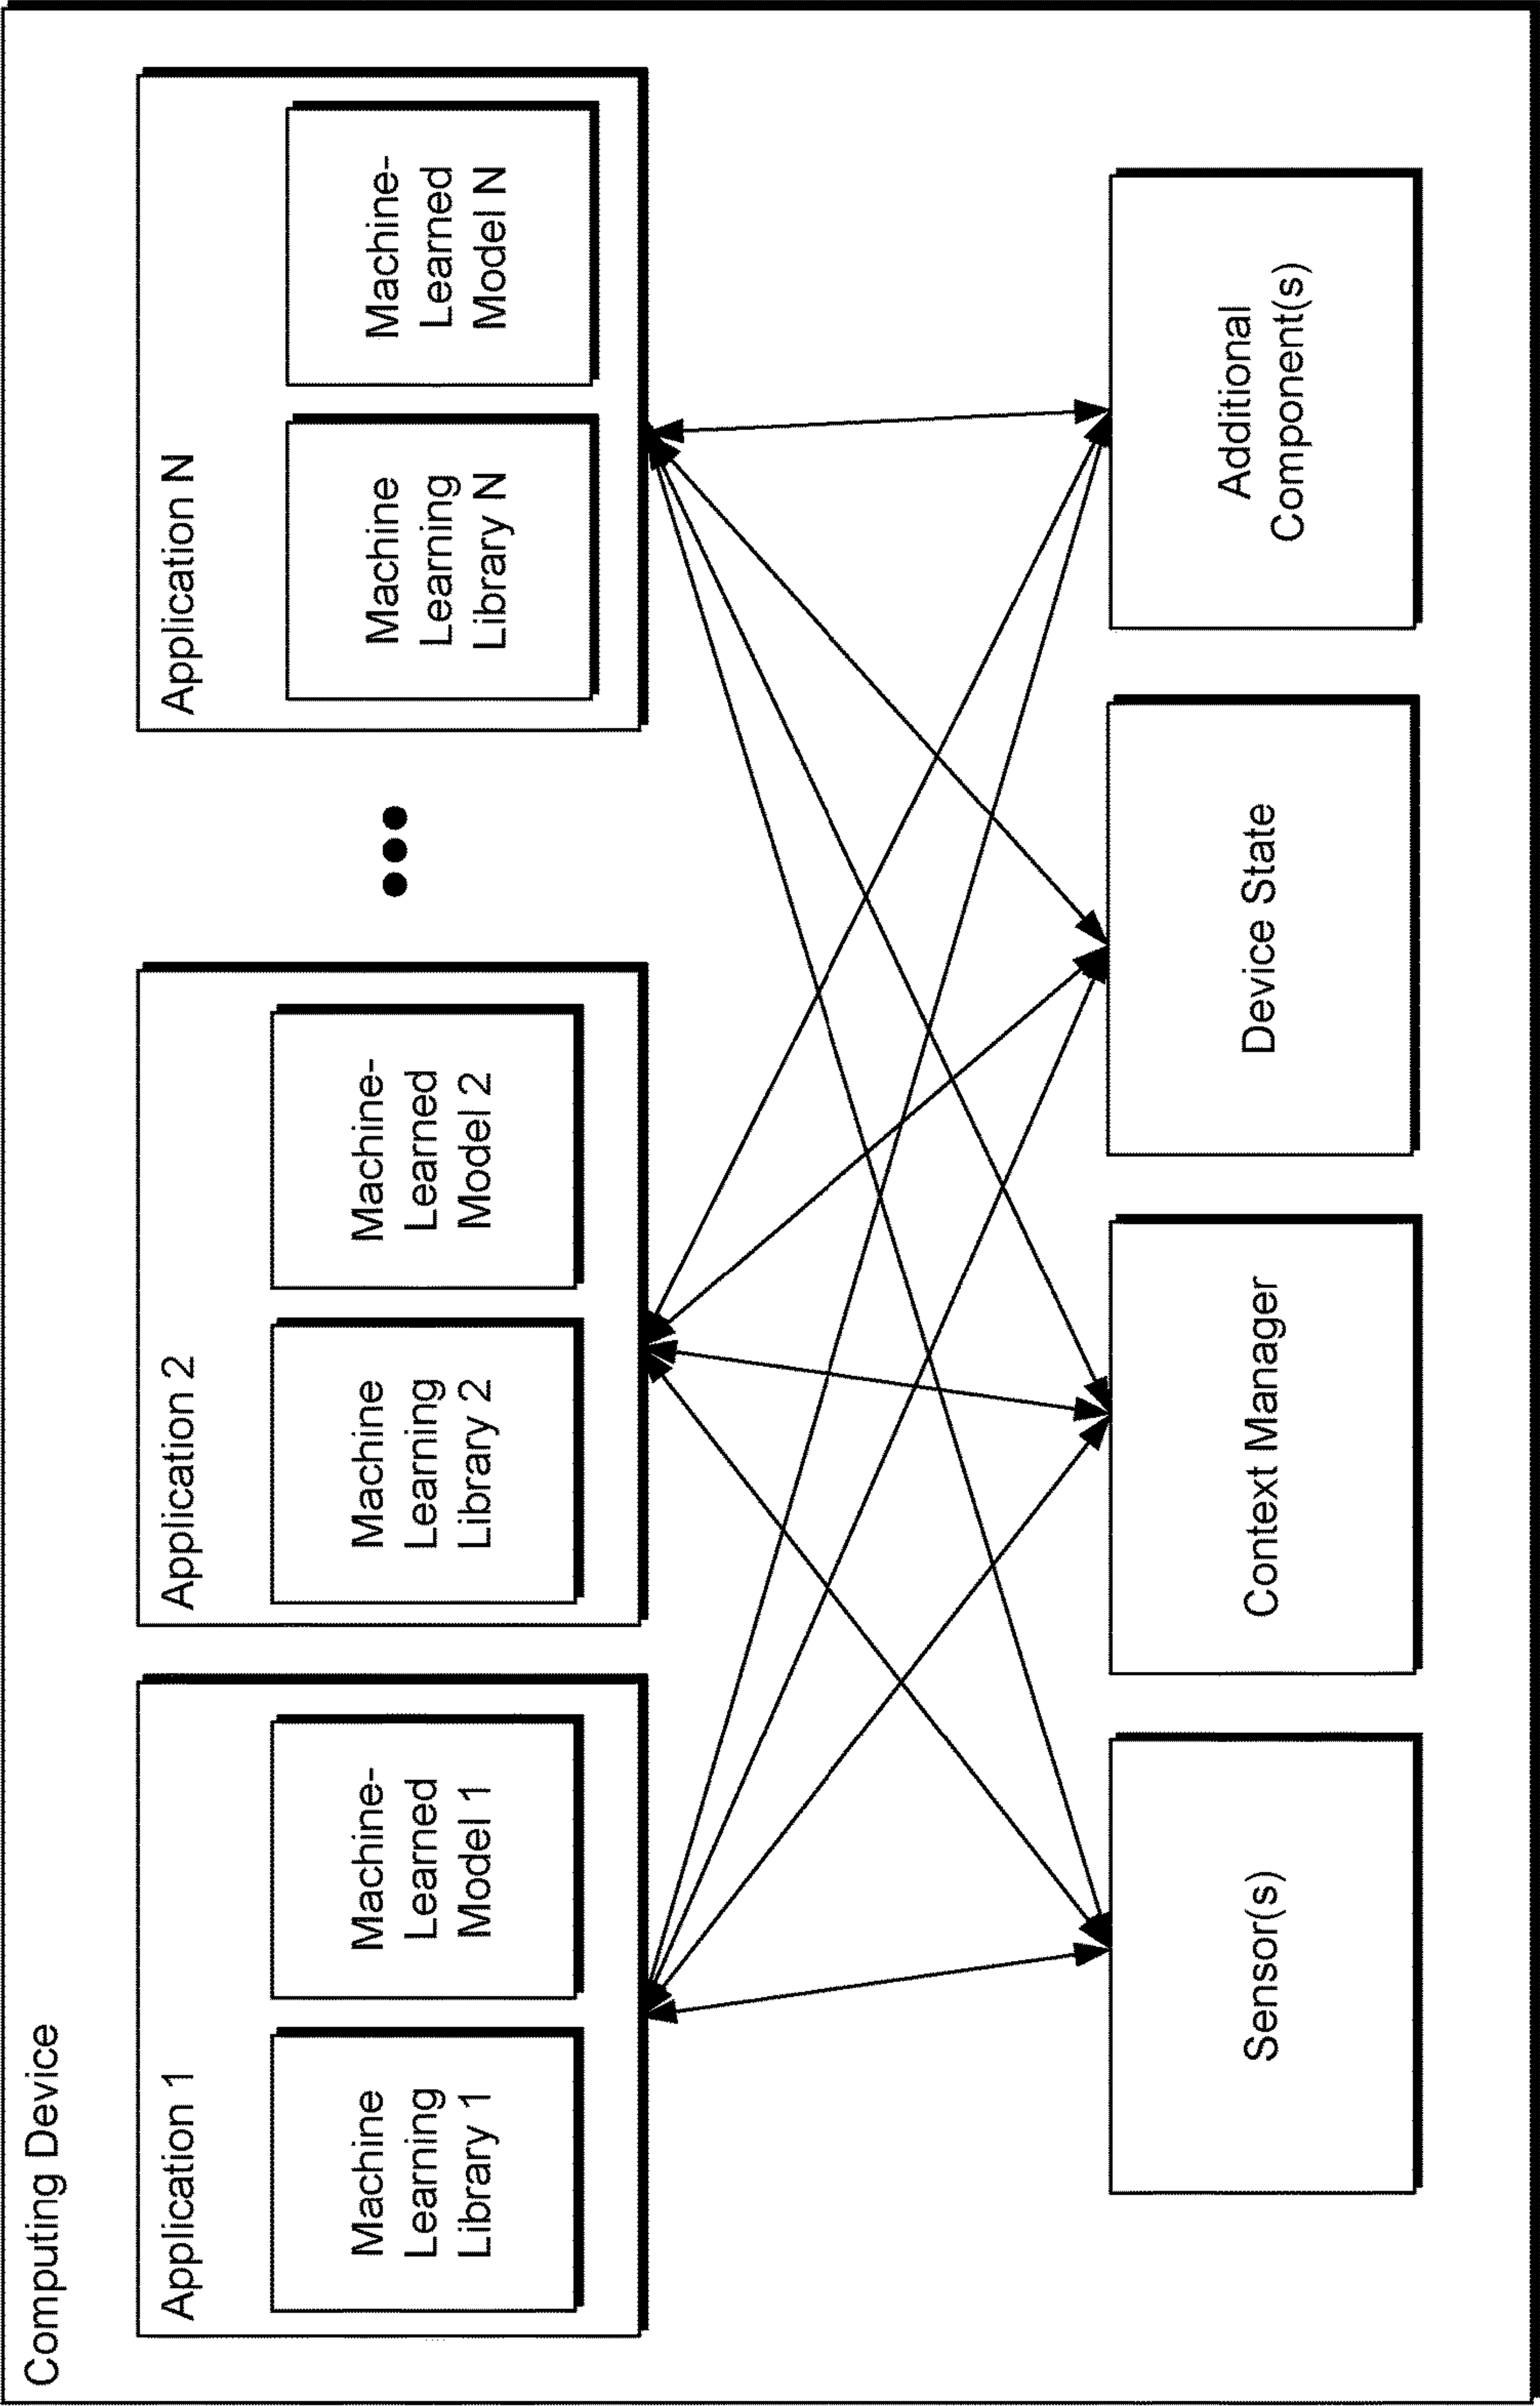 Computing Device
Application 1
Machine
Learning
Library 1
Machine-
Learned
Model 1
Application 2
Machine
Learning
Library 2
Machine-
Learned
Model 2
Application N
Machine
Learning
Library N
Machine-
Learned
Model N
Sensor(s)
Context Manager
Device State
Additional
Component(s)